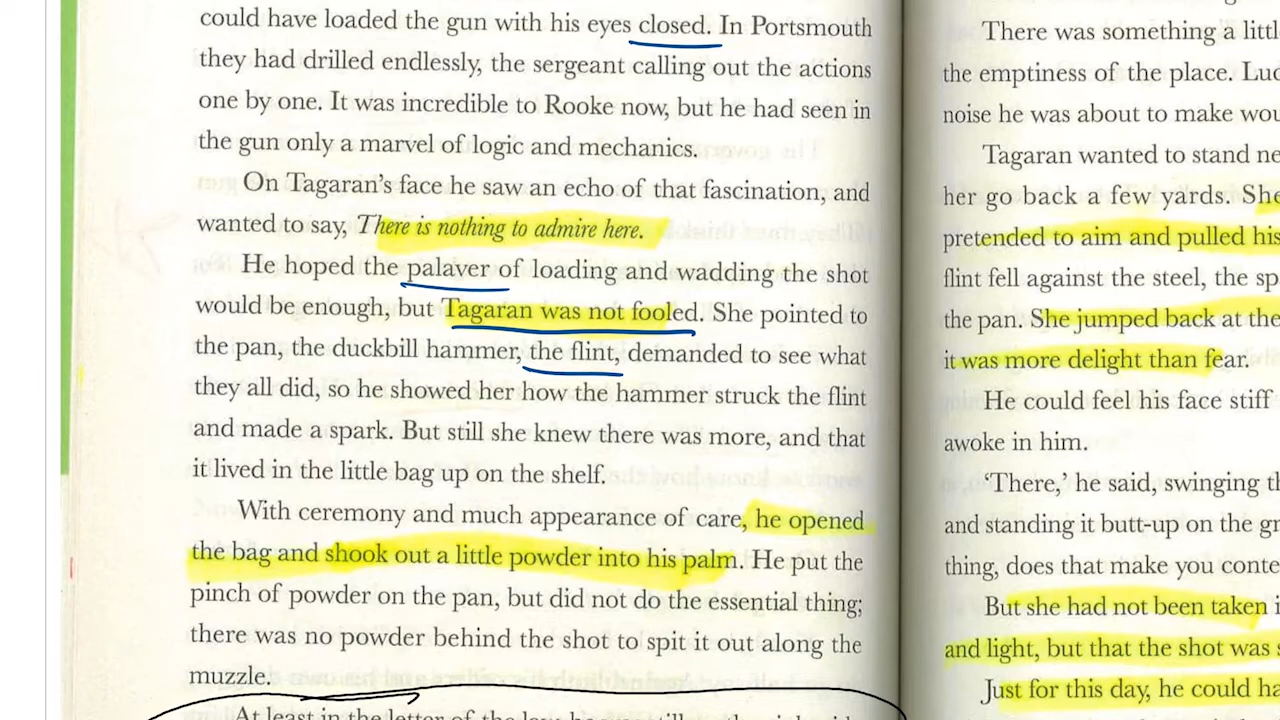 could have loaded the gun with his eyes closed. In Portsmouth
they had drilled endlessly, the sergeant calling out the actions
one by one. It was incredible to Rooke now, but he had seen in
the gun only a marvel of logic and mechanics.
On Tagaran's face he saw an echo of that fascination, and
wanted to say, There is nothing to admire here.
He hoped the palaver of loading and wadding the shot
would be enough, but Tagaran was not fooled. She pointed to
the pan, the duckbill hammer, the flint, demanded to see what
they all did, so he showed her how the hammer struck the flint
and made a spark. But still she knew there was more, and that
it lived in the little bag up on the shelf.
With ceremony and much appearance of care, he opened
the bag and shook out a little powder into his palm. He put the
pinch of powder on the pan, but did not do the essential thing;
there was no powder behind the shot to spit it out along the
muzzle.
At least in the letter of the law, he was still
There was something a
the emptiness of the place.
noise he was about to make
Tagaran wanted to stand
her go back a few yards. She
pretended to aim and pulled his
flint fell against the steel, the
the pan. She jumped back at the
it was more delight than fear.
He could feel his face stiff
awoke in him.
'There,' he said, swinging
and standing it butt-up on the
thing, does that make you
But she had not been taken
and light, but that the shot was
Just for this day, he could